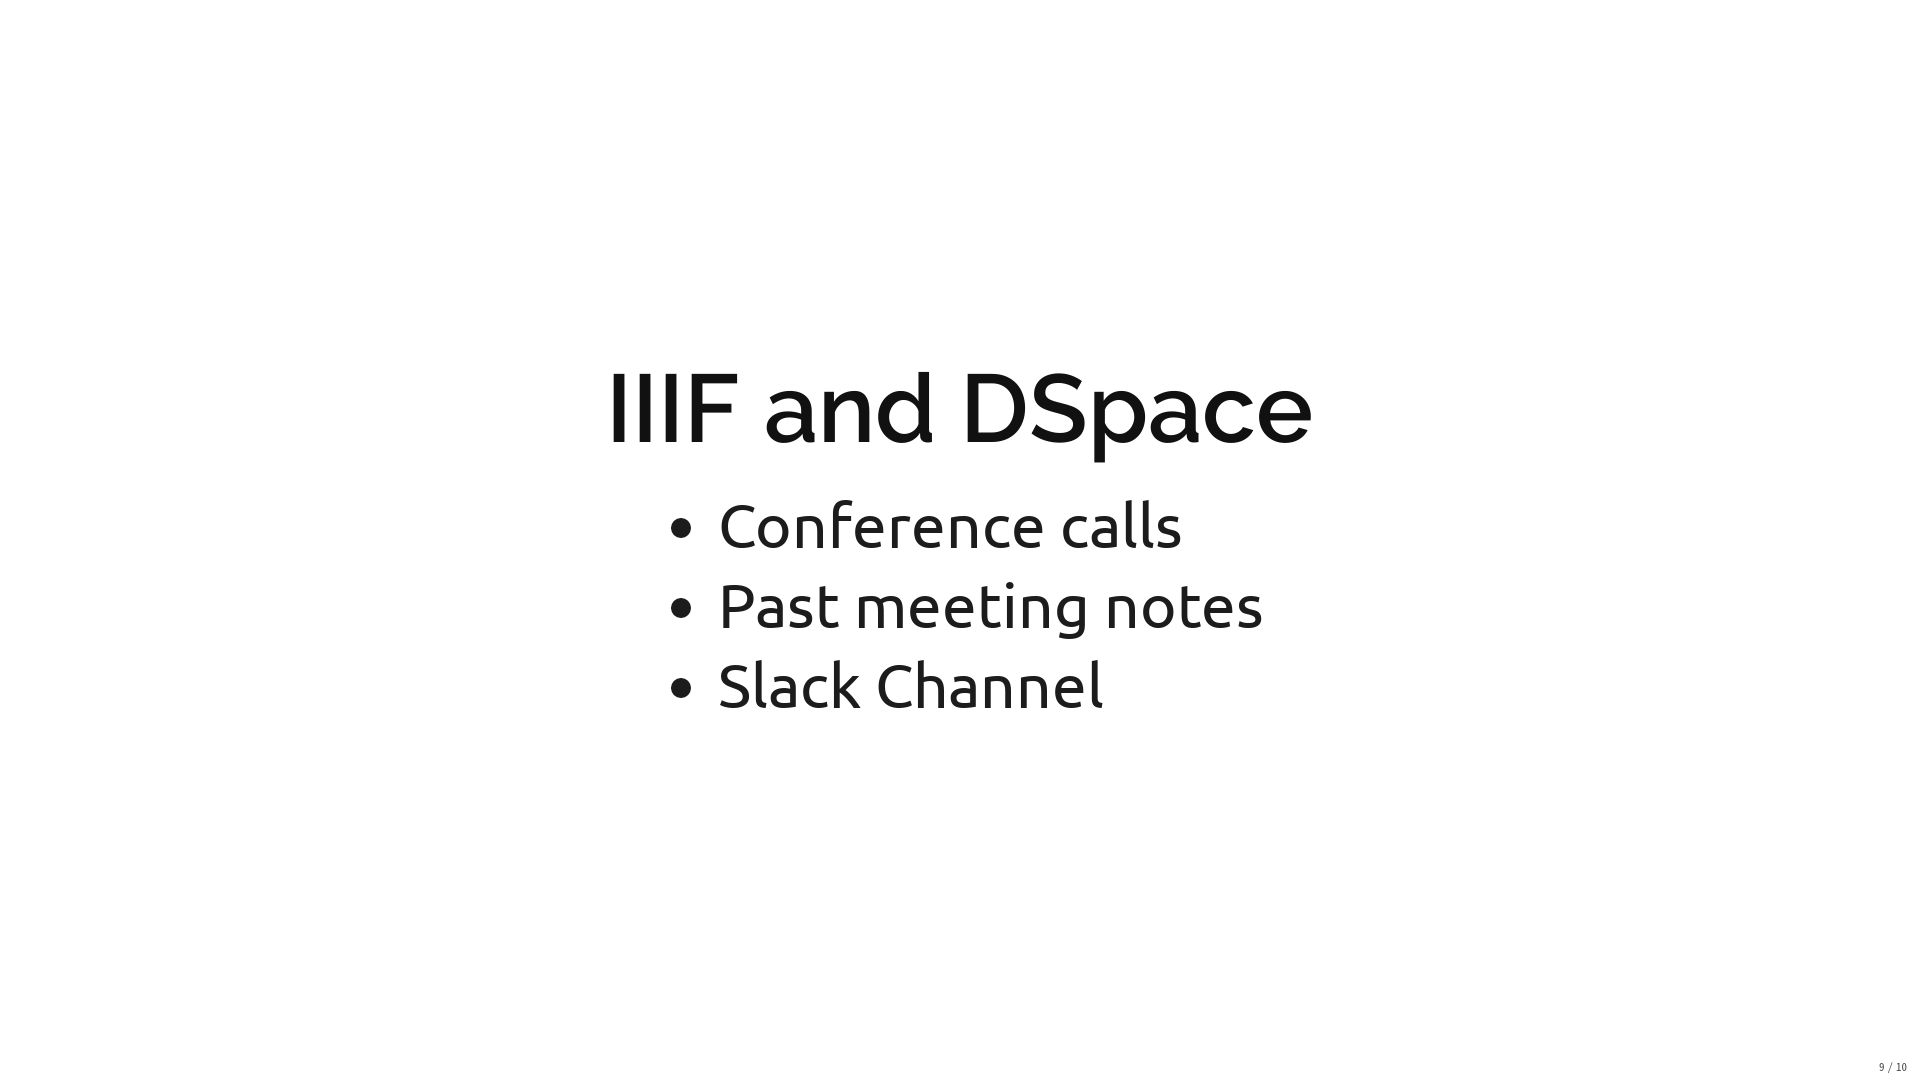 IIIF and DSpace
• Conference calls
• Past meeting notes
• Slack Channel
9 / 10